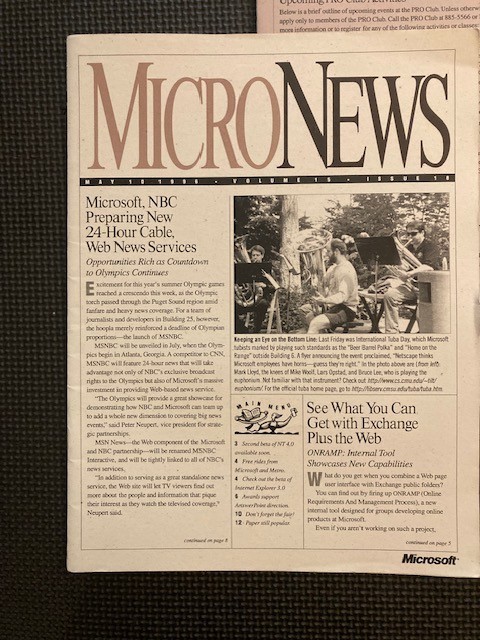 Upcoming PRO Club Activities
Below is a brief outline of upcoming events at the PRO Club. Unless otherw
apply only to members of the PRO Club. Call the PRO Club at 885-5566 or
more information or to register for any of the following activities or classes
MICRONEWS
MAY 10 1996 • VOLUME 15 • ISSUE 19
Microsoft, NBC
Preparing New
24-Hour Cable,
Web News Services
Opportunities Rich as Countdown
to Olympics Continues
Excitement for this year's summer Olympic games
reached a crescendo this week, as the Olympic
torch passed through the Puget Sound region amid
fanfare and heavy news coverage. For a team of
journalists and developers in Building 25, however,
the hoopla merely reinforced a deadline of Olympian
proportions—the launch of MSNBC.
MSNBC will be unveiled in July, when the Olym-
pics begin in Atlanta, Georgia. A competitor to CNN,
MSNBC will feature 24-hour news that will take
advantage not only of NBC's exclusive broadcast
rights to the Olympics but also of Microsoft's massive
investment in providing Web-based news service.
"The Olympics will provide a great showcase for
demonstrating how NBC and Microsoft can team up
to add a whole new dimension to covering big news
events," said Peter Neupert, vice president for strate-
gic partnerships.
MSN News—the Web component of the Microsoft
and NBC partnership—will be renamed MSNBC
Interactive, and will be tightly linked to all of NBC's
news services,
"In addition to serving as a great standalone news
service, the Web site will let TV viewers find out
more about the people and information that pique
their interest as they watch the televised coverage,"
Neupert said.
continued on page 8
Keeping an Eye on the Bottom Line: Last Friday was International Tuba Day, which Microsoft
tubists marked by playing such standards as the "Beer Barrel Polka" and "Home on the
Range" outside Building 6. A flyer announcing the event proclaimed, "Netscape thinks
Microsoft employees have horns—guess they're right." In the photo above are (from left)
Mark Lloyd, the knees of Mike Woolf, Lars Opstad, and Bruce Lee, who is playing the
euphonium. Not familiar with that instrument? Check out http://www.cs.cmu.edu/~tilt/
euphonium/. For the official tuba home page, go to http://libserv.cmsu.edu/tuba/tuba.htm.
MAIN MENU
3 Second beta of NT 4.0
available soon.
4 Free rides from
Microsoft and Metro.
4 Check out the beta of
Internet Explorer 3.0
6 Awards support
AnswerPoint direction.
10 Don't forget the fair!
12 Paper still popular.
See What You Can
Get with Exchange
Plus the Web
ONRAMP: Internal Tool
Showcases New Capabilities
What do you get when you combine a Web page
user interface with Exchange public folders?
You can find out by firing up ONRAMP (Online
Requirements And Management Process), a new
internal tool designed for groups developing online
products at Microsoft.
Even if you aren't working on such a project,
continued on page 5
Microsoft